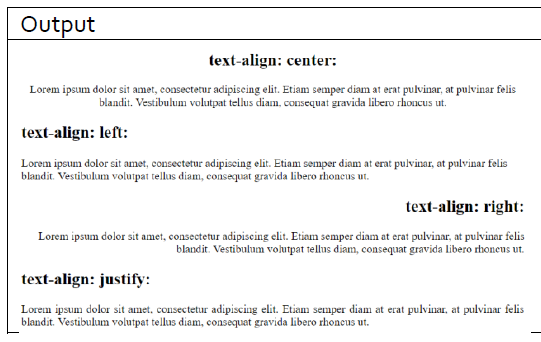 Output
text-align: center:
Lorem ipsum dolor sit amet, consectetur adipiscing elit. Etiam semper diam at erat pulvinar, at pulvinar felis
blandit. Vestibulum volutpat tellus diam, consequat gravida libero rhoncus ut.
text-align: left:
Lorem ipsum dolor sit amet, consectetur adipiscing elit. Etiam semper diam at erat pulvinar, at pulvinar felis
blandit. Vestibulum volutpat tellus diam, consequat gravida libero rhoncus ut.
text-align: right:
Lorem ipsum dolor sit amet, consectetur adipiscing elit. Etiam semper diam at erat pulvinar, at pulvinar felis
blandit. Vestibulum volutpat tellus diam, consequat gravida libero rhoncus ut.
text-align: justify:
Lorem ipsum dolor sit amet, consectetur adipiscing elit. Etiam semper diam at erat pulvinar, at pulvinar felis
blandit. Vestibulum volutpat tellus diam, consequat gravida libero rhoncus ut.